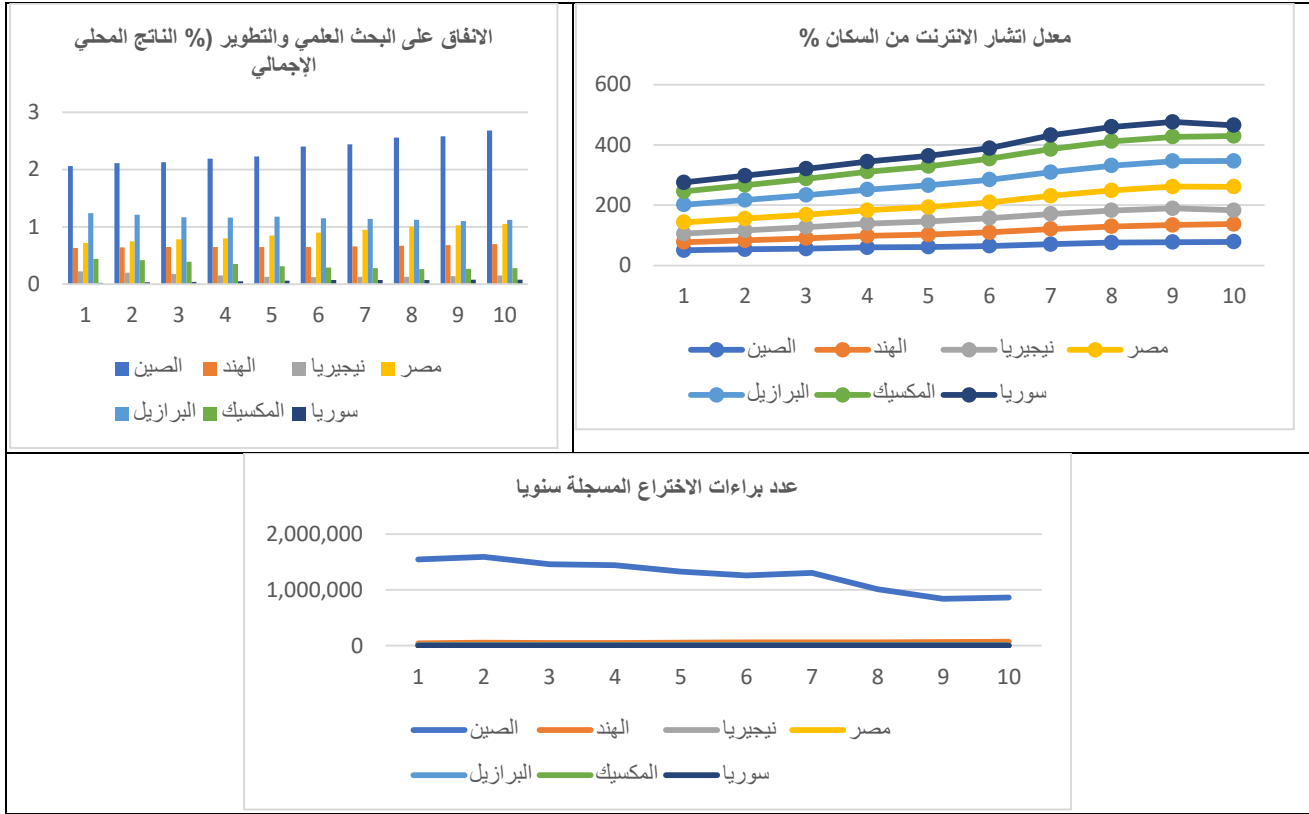 الانفاق على البحث العلمي والتطوير (% الناتج المحلي
الإجمالي
3
2
1
0
1 2 3 4 5 6 7 8 9 10
الصين الهند نيجيريا مصر
البرازيل المكسيك سوريا
معدل اتشار الانترنت من السكان %
600
400
200
0
1 2 3 4 5 6 7 8 9 10
الصين الهند نيجيريا مصر
البرازيل المكسيك سوريا
عدد براءات الاختراع المسجلة سنويا
2,000,000
1,000,000
0
1 2 3 4 5 6 7 8 9 10
الصين الهند نيجيريا مصر
البرازيل المكسيك سوريا